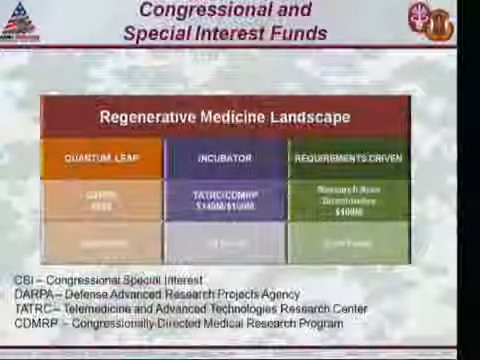 Congressional and
Special Interest Funds
Regenerative Medicine Landscape
QUANTUM LEAP
INCUBATOR
REQUIREMENTS DRIVEN
TATRC/CDMRP
Research Area
Directorates
$100M
CSI – Congressional Special Interest
DARPA – Defense Advanced Research Projects Agency
TATRC – Telemedicine and Advanced Technologies Research Center
CDMRP – Congressionally Directed Medical Research Program